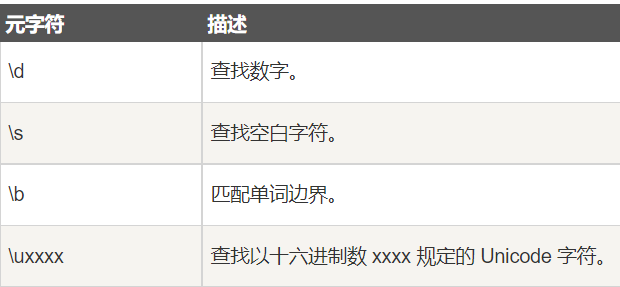 元字符 描述
\d 查找数字。
\s 查找空白字符。
\b 匹配单词边界。
\uxxxx 查找以十六进制数 xxxx 规定的 Unicode 字符。